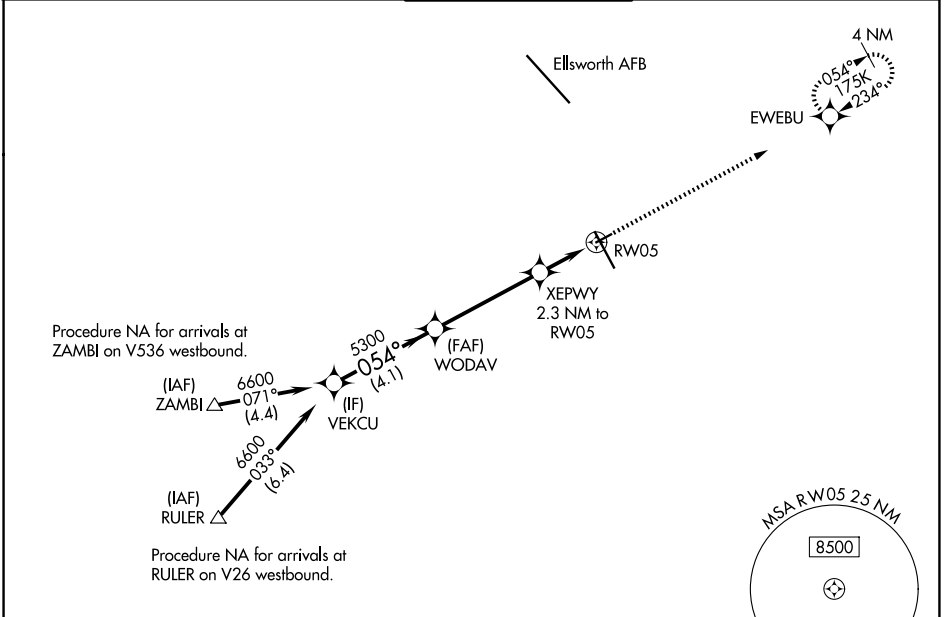 Ellsworth AFB
4 NM
054°
175K
234°
EWEBU
RW05
XEPWY
2.3 NM to
RW05
5300
054°
(4.1)
(FAF)
WODAV
Procedure NA for arrivals at
ZAMBI on V536 westbound.
(IAF)
ZAMBI
6600
071°
(4.4)
(IF)
VEKCU
6600
033°
(6.4)
(IAF)
RULER
Procedure NA for arrivals at
RULER on V26 westbound.
MSA RW05 25 NM
8500